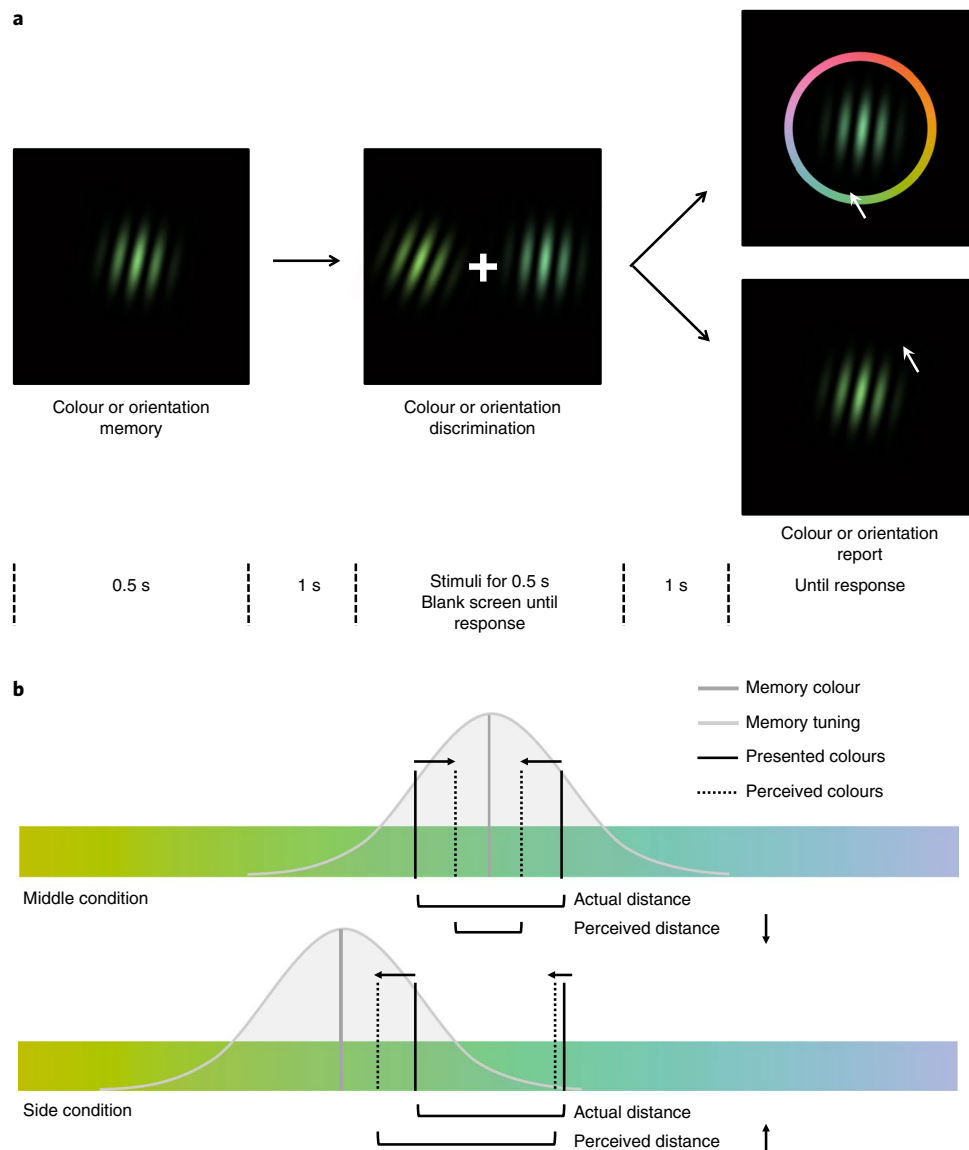 a
Colour or orientation
memory
Colour or orientation
discrimination
Colour or orientation
report
0.5 s
1 s
Stimuli for 0.5 s
Blank screen until
response
1 s
Until response
b
Memory colour
Memory tuning
Presented colours
Perceived colours
Middle condition
Actual distance
Perceived distance
Side condition
Actual distance
Perceived distance